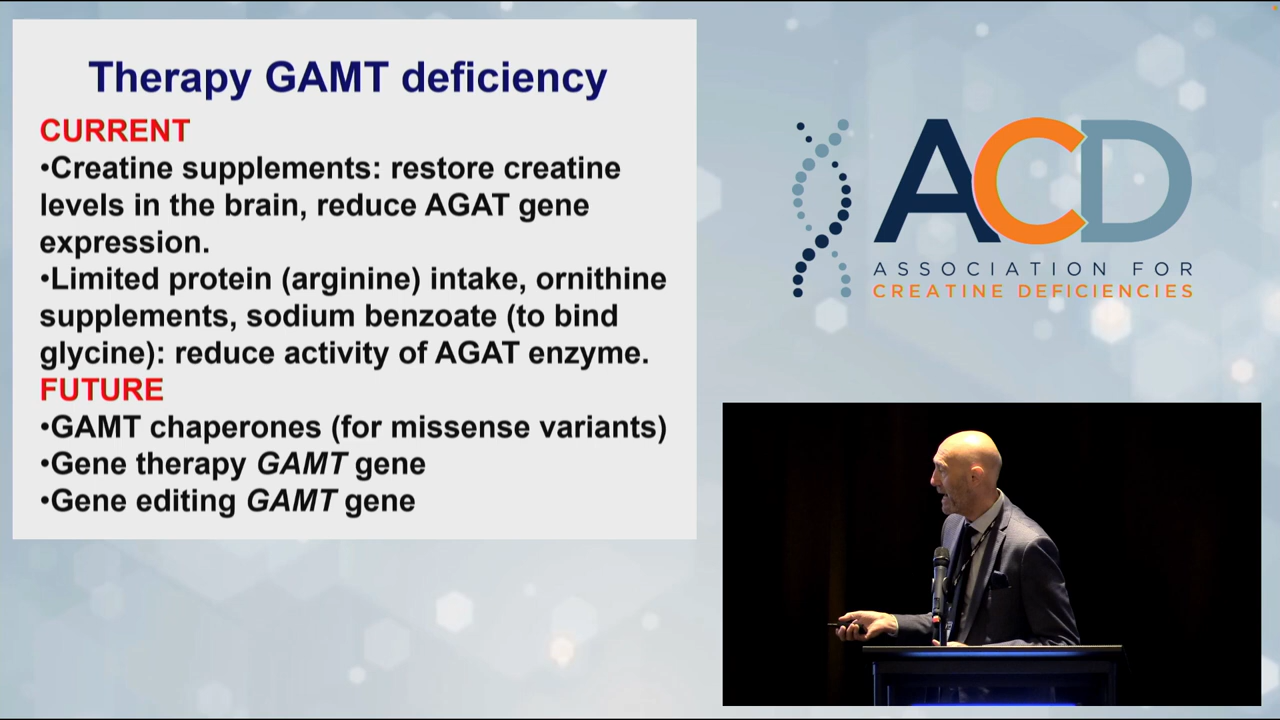 Therapy GAMT deficiency
CURRENT
•Creatine supplements: restore creatine
levels in the brain, reduce AGAT gene
expression.
•Limited protein (arginine) intake, ornithine
supplements, sodium benzoate (to bind
glycine): reduce activity of AGAT enzyme.
FUTURE
•GAMT chaperones (for missense variants)
•Gene therapy GAMT gene
•Gene editing GAMT gene
ACD
ASSOCIATION FOR
CREATINE DEFICIENCIES